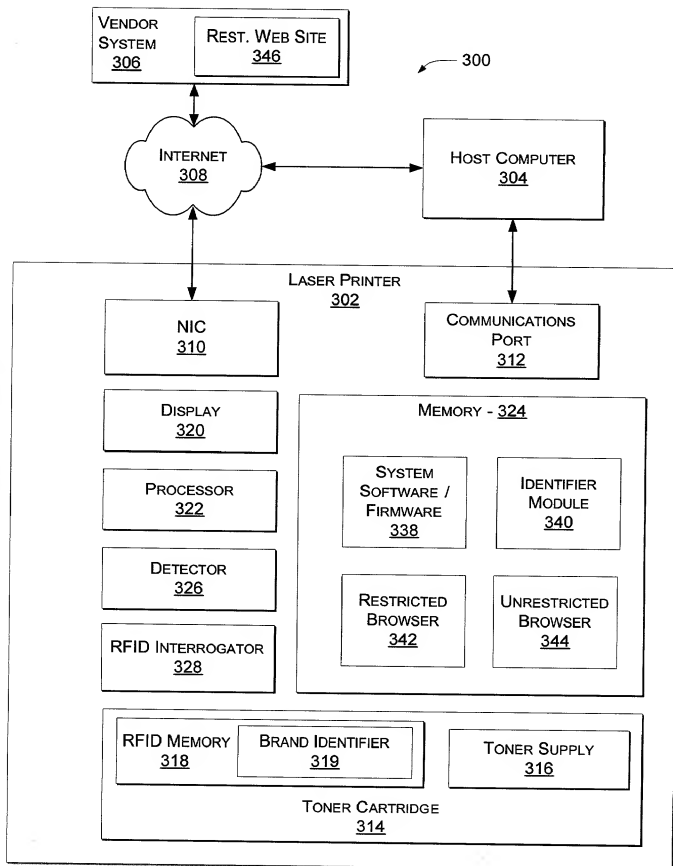 VENDOR
SYSTEM
306
REST. WEB SITE
346
300
INTERNET
308
HOST COMPUTER
304
LASER PRINTER
302
NIC
310
COMMUNICATIONS
PORT
312
DISPLAY
320
MEMORY - 324
PROCESSOR
322
SYSTEM
SOFTWARE /
FIRMWARE
338
IDENTIFIER
MODULE
340
DETECTOR
326
RESTRICTED
BROWSER
342
UNRESTRICTED
BROWSER
344
RFID INTERROGATOR
328
RFID MEMORY
318
BRAND IDENTIFIER
319
TONER SUPPLY
316
TONER CARTRIDGE
314